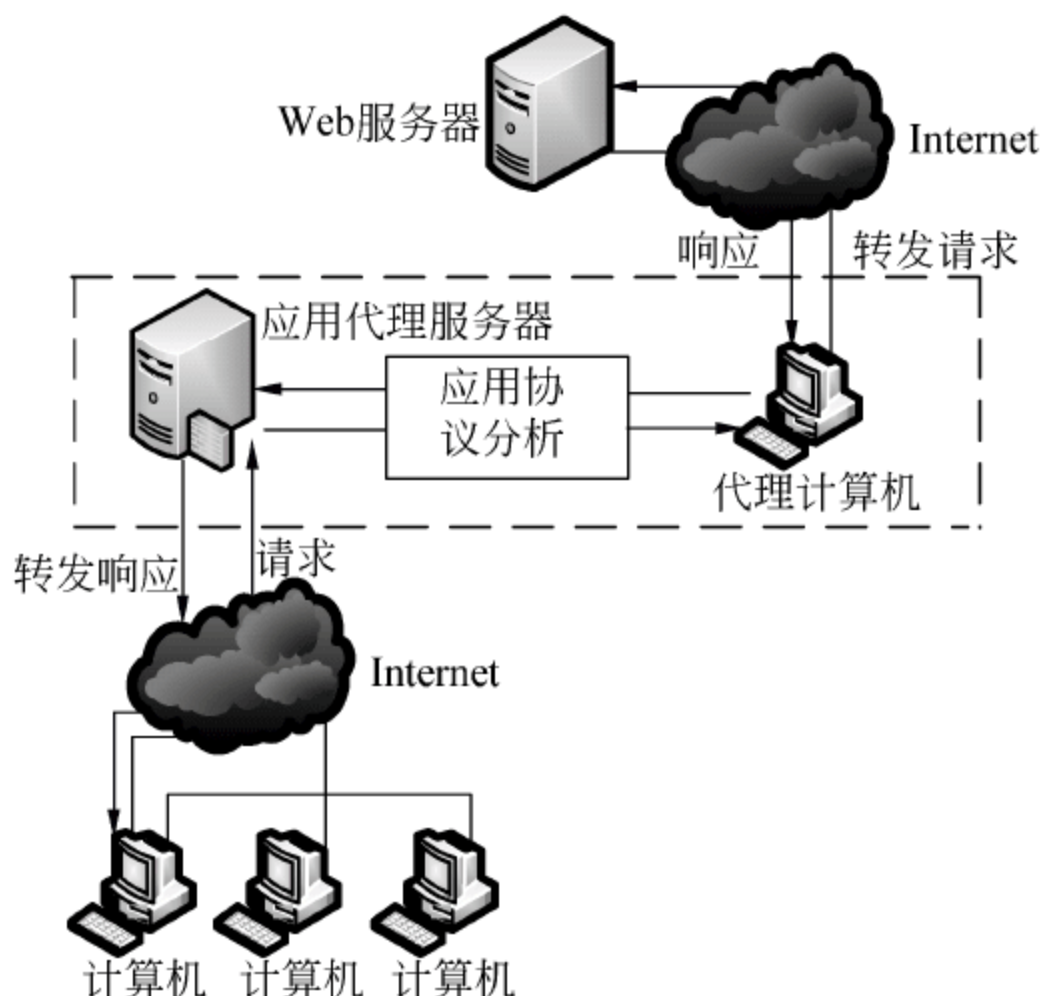 Web服务器
Internet
响应
转发请求
应用代理服务器
应用协
议分析
代理计算机
转发响应
请求
Internet
计算机
计算机
计算机